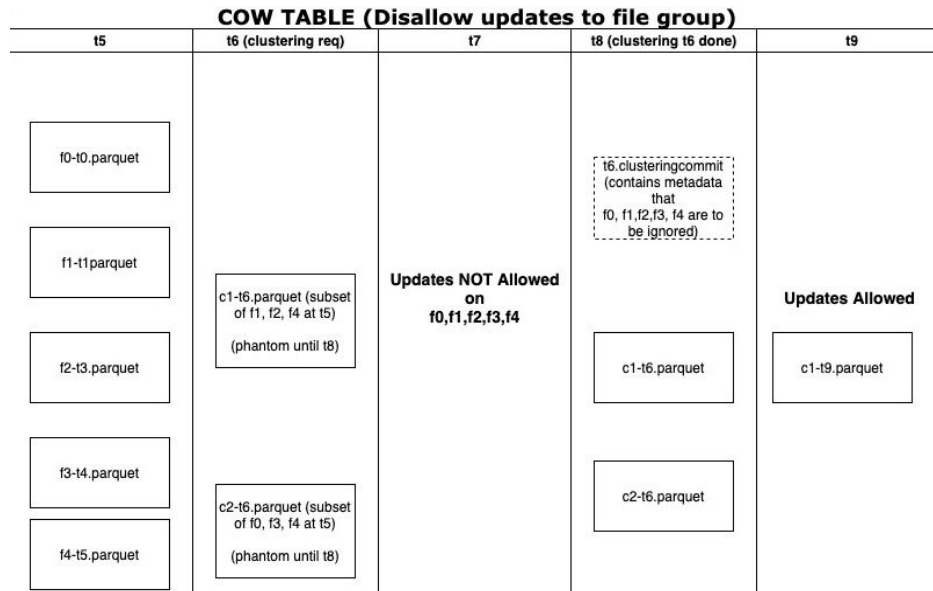 COW TABLE (Disallow updates to file group)
t5
t6 (clustering req)
t7
t8 (clustering t6 done)
t9
f0-t0.parquet
f1-t1parquet
f2-t3.parquet
f3-t4.parquet
f4-t5.parquet
c1-t6.parquet (subset
of f1, f2, f4 at t5)
(phantom until t8)
c2-t6.parquet (subset
of f0, f3, f4 at t5)
(phantom until t8)
Updates NOT Allowed
on
f0,f1,f2,f3,f4
t6.clusteringcommit
(contains metadata
that
f0, f1,f2,f3, f4 are to
be ignored)
c1-t6.parquet
c2-t6.parquet
Updates Allowed
c1-t9.parquet